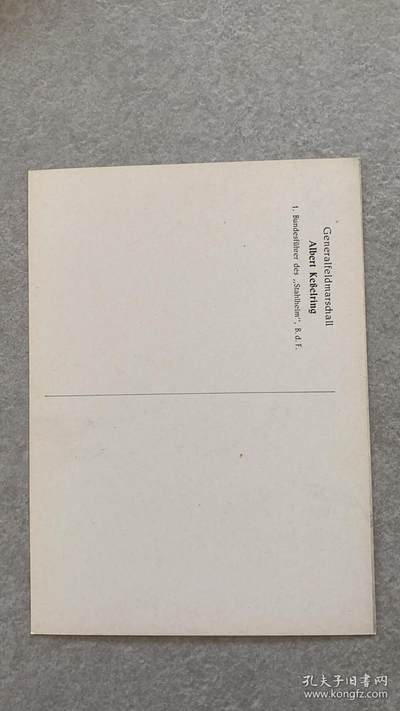 Generalfeldmarschall
Albert Keßelring
1. Bundesführer des „Stahlhelm", B. d. F.
孔夫子旧书网
www.kongfz.com